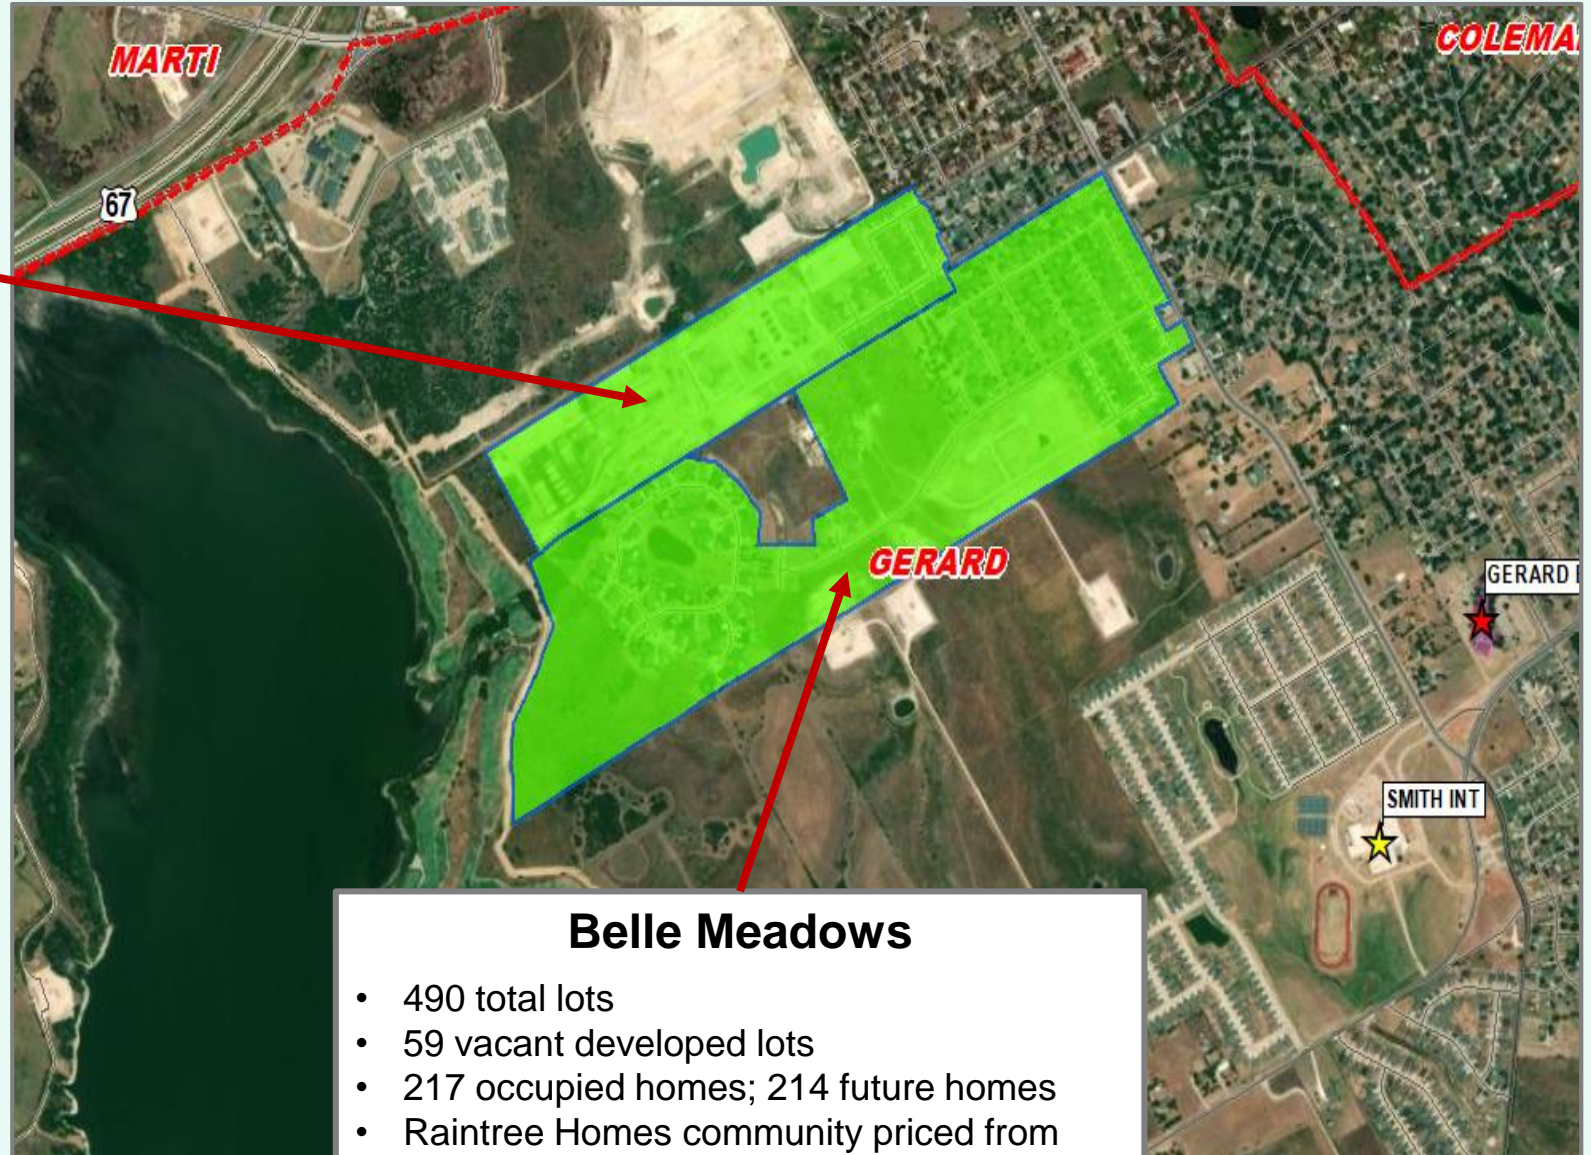 MARTI
COLEMA
67
GERARD
GERARD E
SMITH INT
Belle Meadows
• 490 total lots
• 59 vacant developed lots
• 217 occupied homes; 214 future homes
• Raintree Homes community priced from